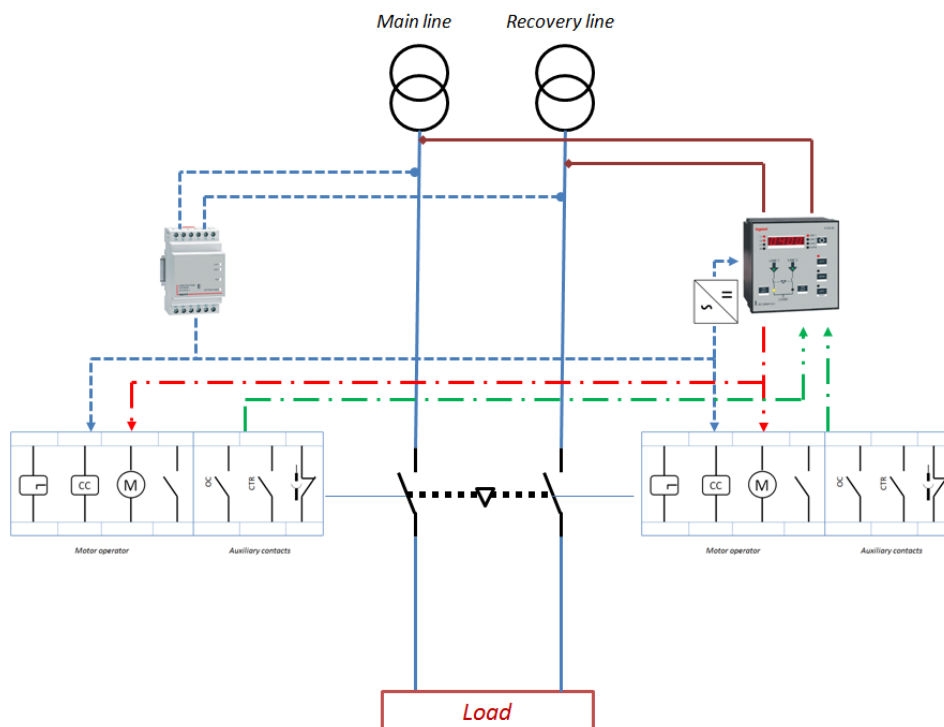 Main line
Recovery line
CC
M
OC
CTR
CC
M
OC
CTR
Motor operator
Auxiliary contacts
Motor operator
Auxiliary contacts
Load